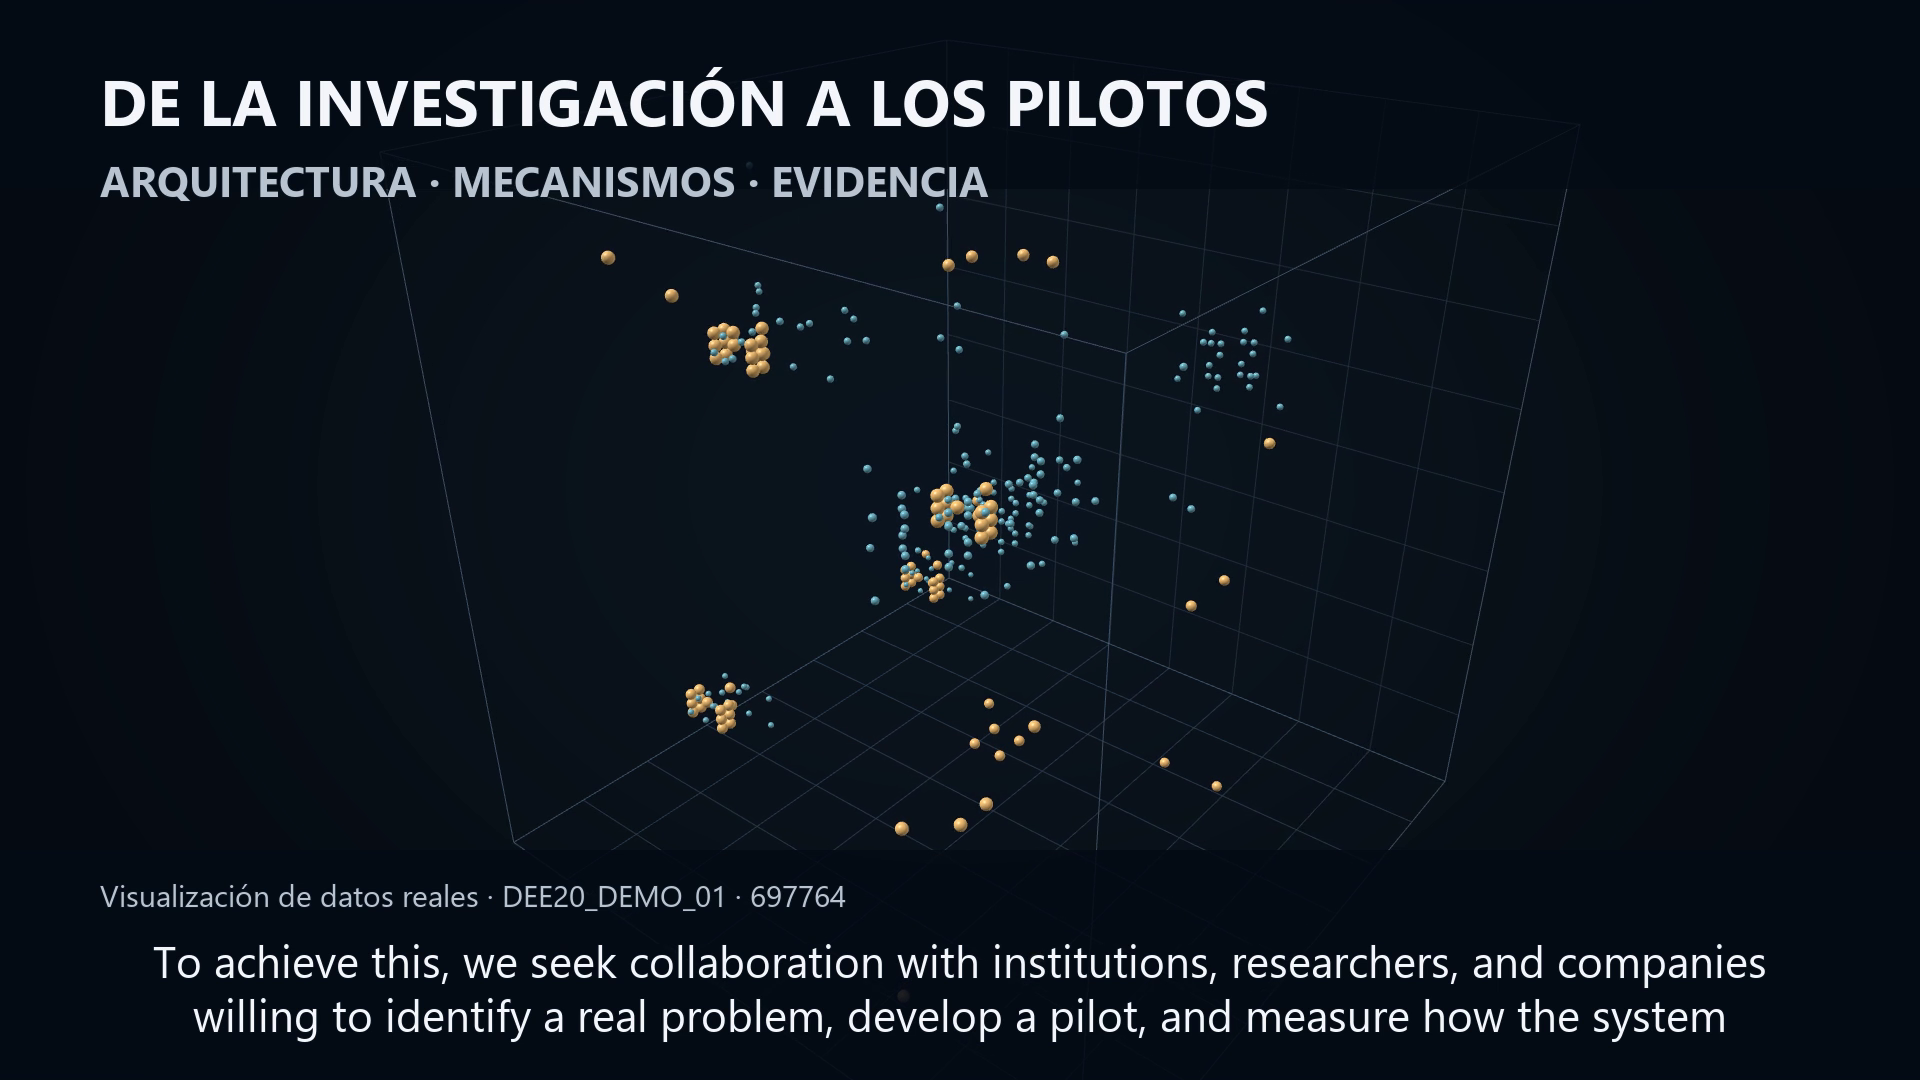 DE LA INVESTIGACIÓN A LOS PILOTOS
ARQUITECTURA · MECANISMOS · EVIDENCIA
Visualización de datos reales · DEE20_DEMO_01 · 697764
To achieve this, we seek collaboration with institutions, researchers, and companies
willing to identify a real problem, develop a pilot, and measure how the system